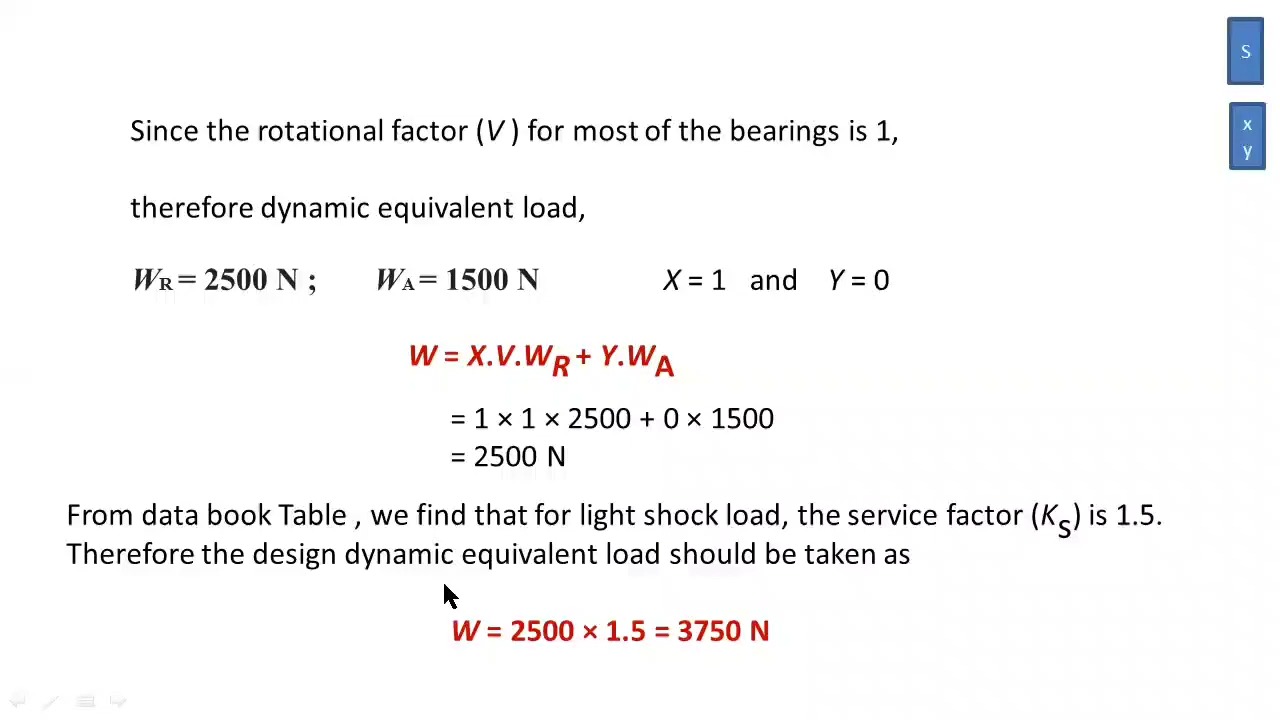 S
x
y
Since the rotational factor (V ) for most of the bearings is 1,
therefore dynamic equivalent load,
WR = 2500 N ; WA = 1500 N X = 1 and Y = 0
W = X.V.WR + Y.WA
= 1 × 1 × 2500 + 0 × 1500
= 2500 N
From data book Table , we find that for light shock load, the service factor (KS) is 1.5.
Therefore the design dynamic equivalent load should be taken as
W = 2500 × 1.5 = 3750 N